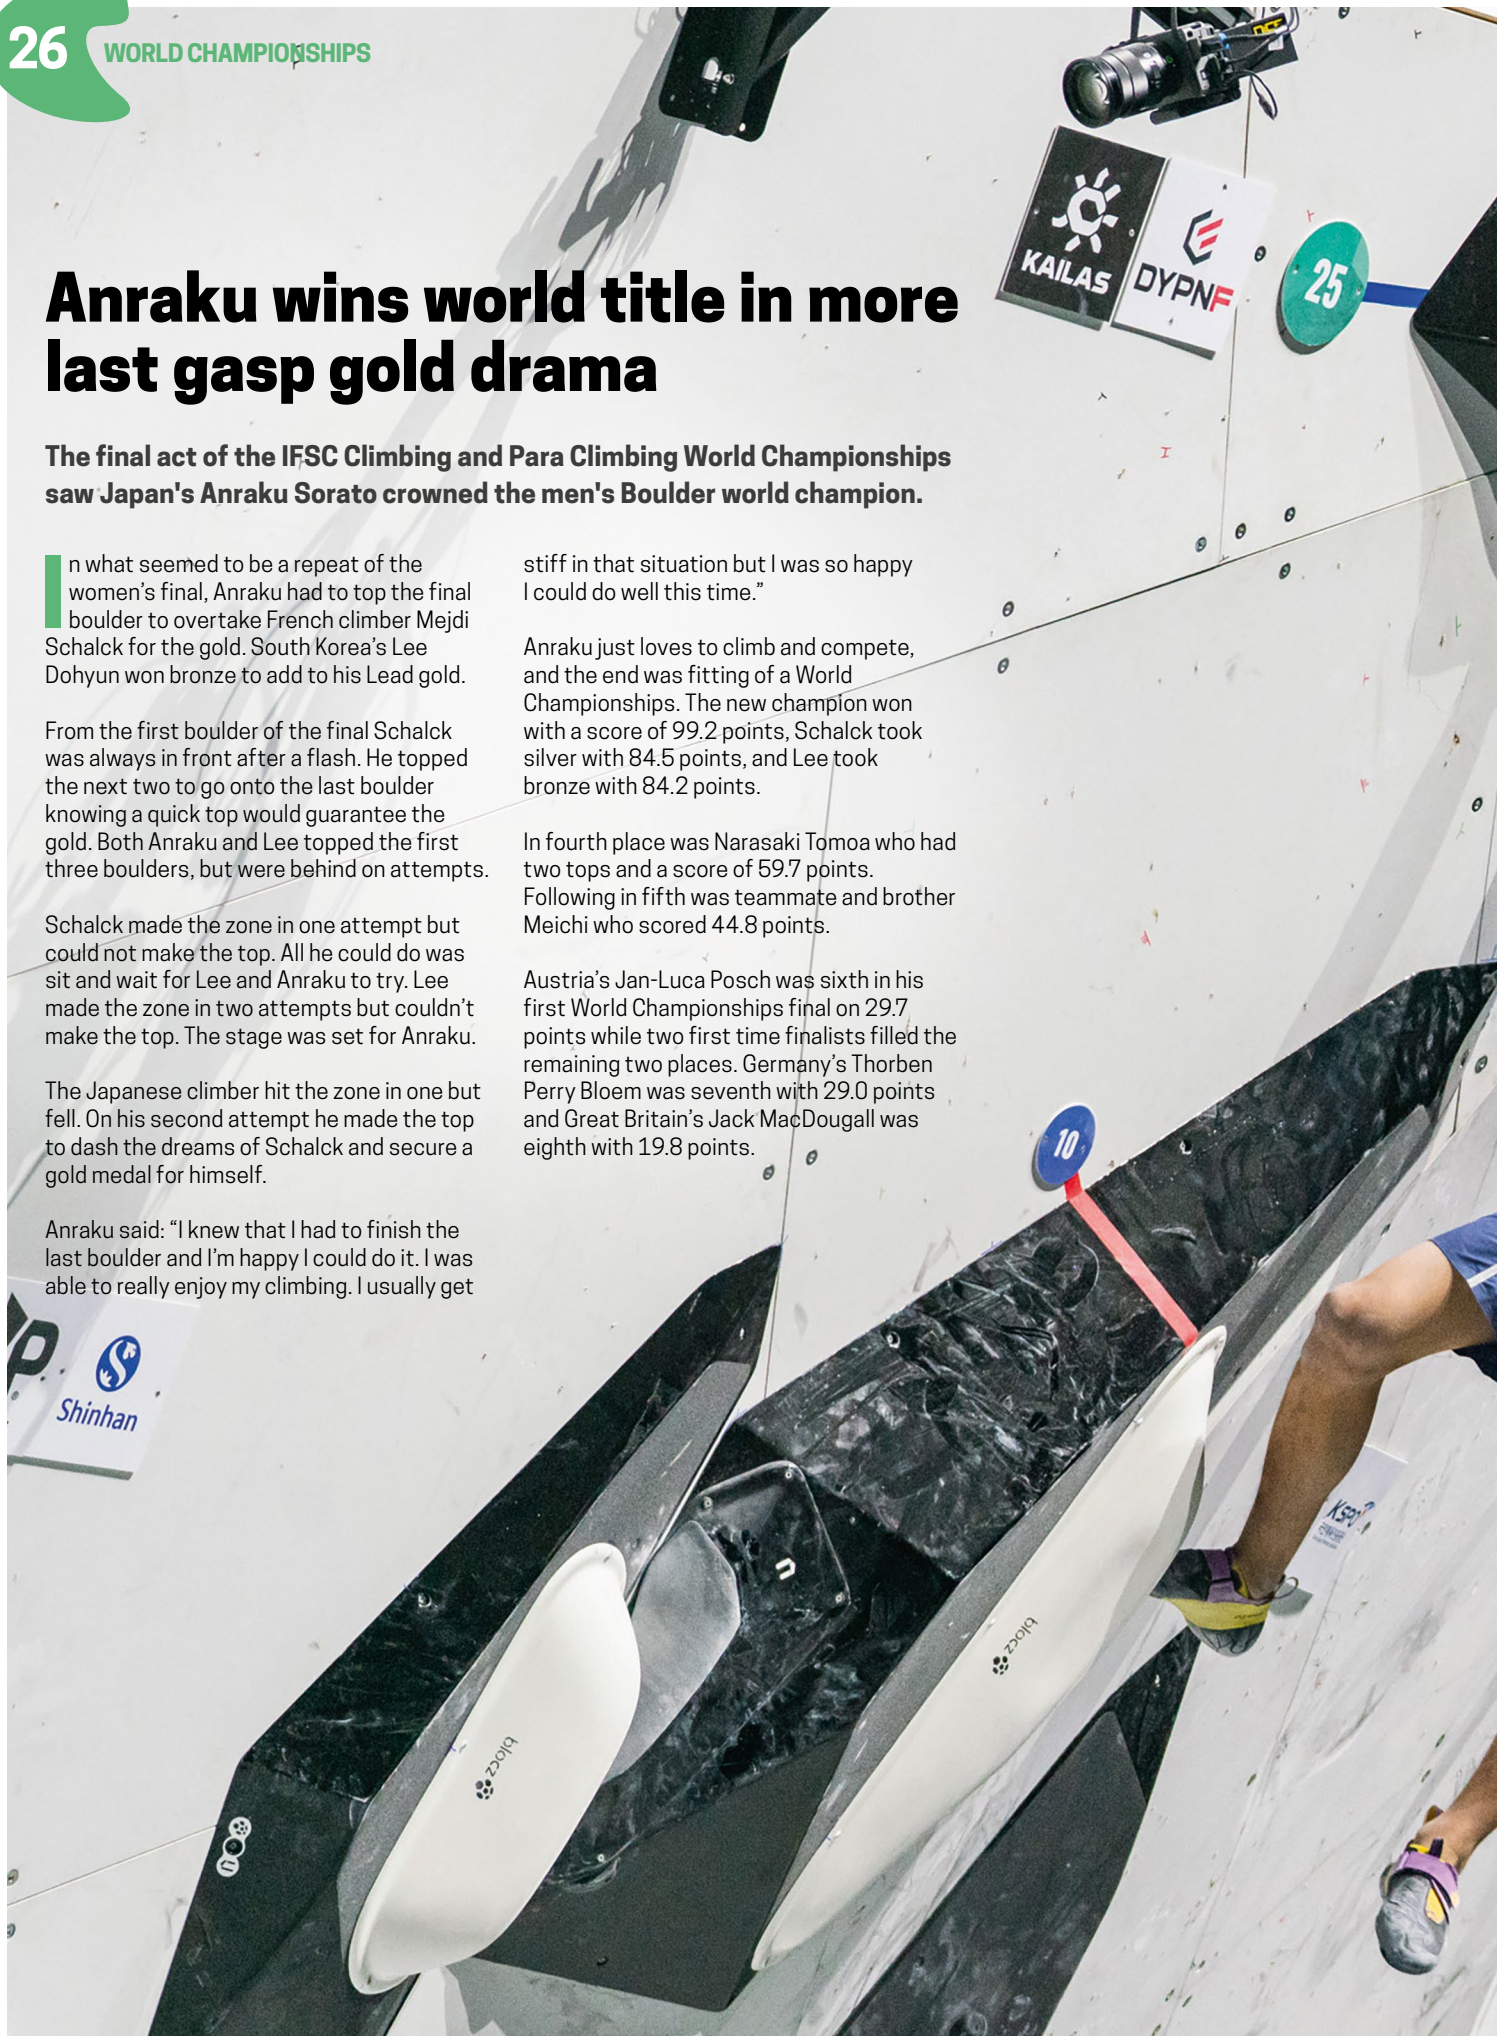 26
WORLD CHAMPIONSHIPS
KAILAS
DYPNF
25
Anraku wins world title in more
last gasp gold drama
The final act of the IFSC Climbing and Para Climbing World Championships
saw Japan's Anraku Sorato crowned the men's Boulder world champion.
In what seemed to be a repeat of the
women’s final, Anraku had to top the final
boulder to overtake French climber Mejdi
Schalck for the gold. South Korea’s Lee
Dohyun won bronze to add to his Lead gold.
From the first boulder of the final Schalck
was always in front after a flash. He topped
the next two to go onto the last boulder
knowing a quick top would guarantee the
gold. Both Anraku and Lee topped the first
three boulders, but were behind on attempts.
Schalck made the zone in one attempt but
could not make the top. All he could do was
sit and wait for Lee and Anraku to try. Lee
made the zone in two attempts but couldn’t
make the top. The stage was set for Anraku.
The Japanese climber hit the zone in one but
fell. On his second attempt he made the top
to dash the dreams of Schalck and secure a
gold medal for himself.
Anraku said: “I knew that I had to finish the
last boulder and I’m happy I could do it. I was
able to really enjoy my climbing. I usually get
stiff in that situation but I was so happy
I could do well this time.”
Anraku just loves to climb and compete,
and the end was fitting of a World
Championships. The new champion won
with a score of 99.2 points, Schalck took
silver with 84.5 points, and Lee took
bronze with 84.2 points.
In fourth place was Narasaki Tomoa who had
two tops and a score of 59.7 points.
Following in fifth was teammate and brother
Meichi who scored 44.8 points.
Austria’s Jan-Luca Posch was sixth in his
first World Championships final on 29.7
points while two first time finalists filled the
remaining two places. Germany’s Thorben
Perry Bloem was seventh with 29.0 points
and Great Britain’s Jack MacDougall was
eighth with 19.8 points.
10
P
Shinhan
KSPO
blocz
blocz